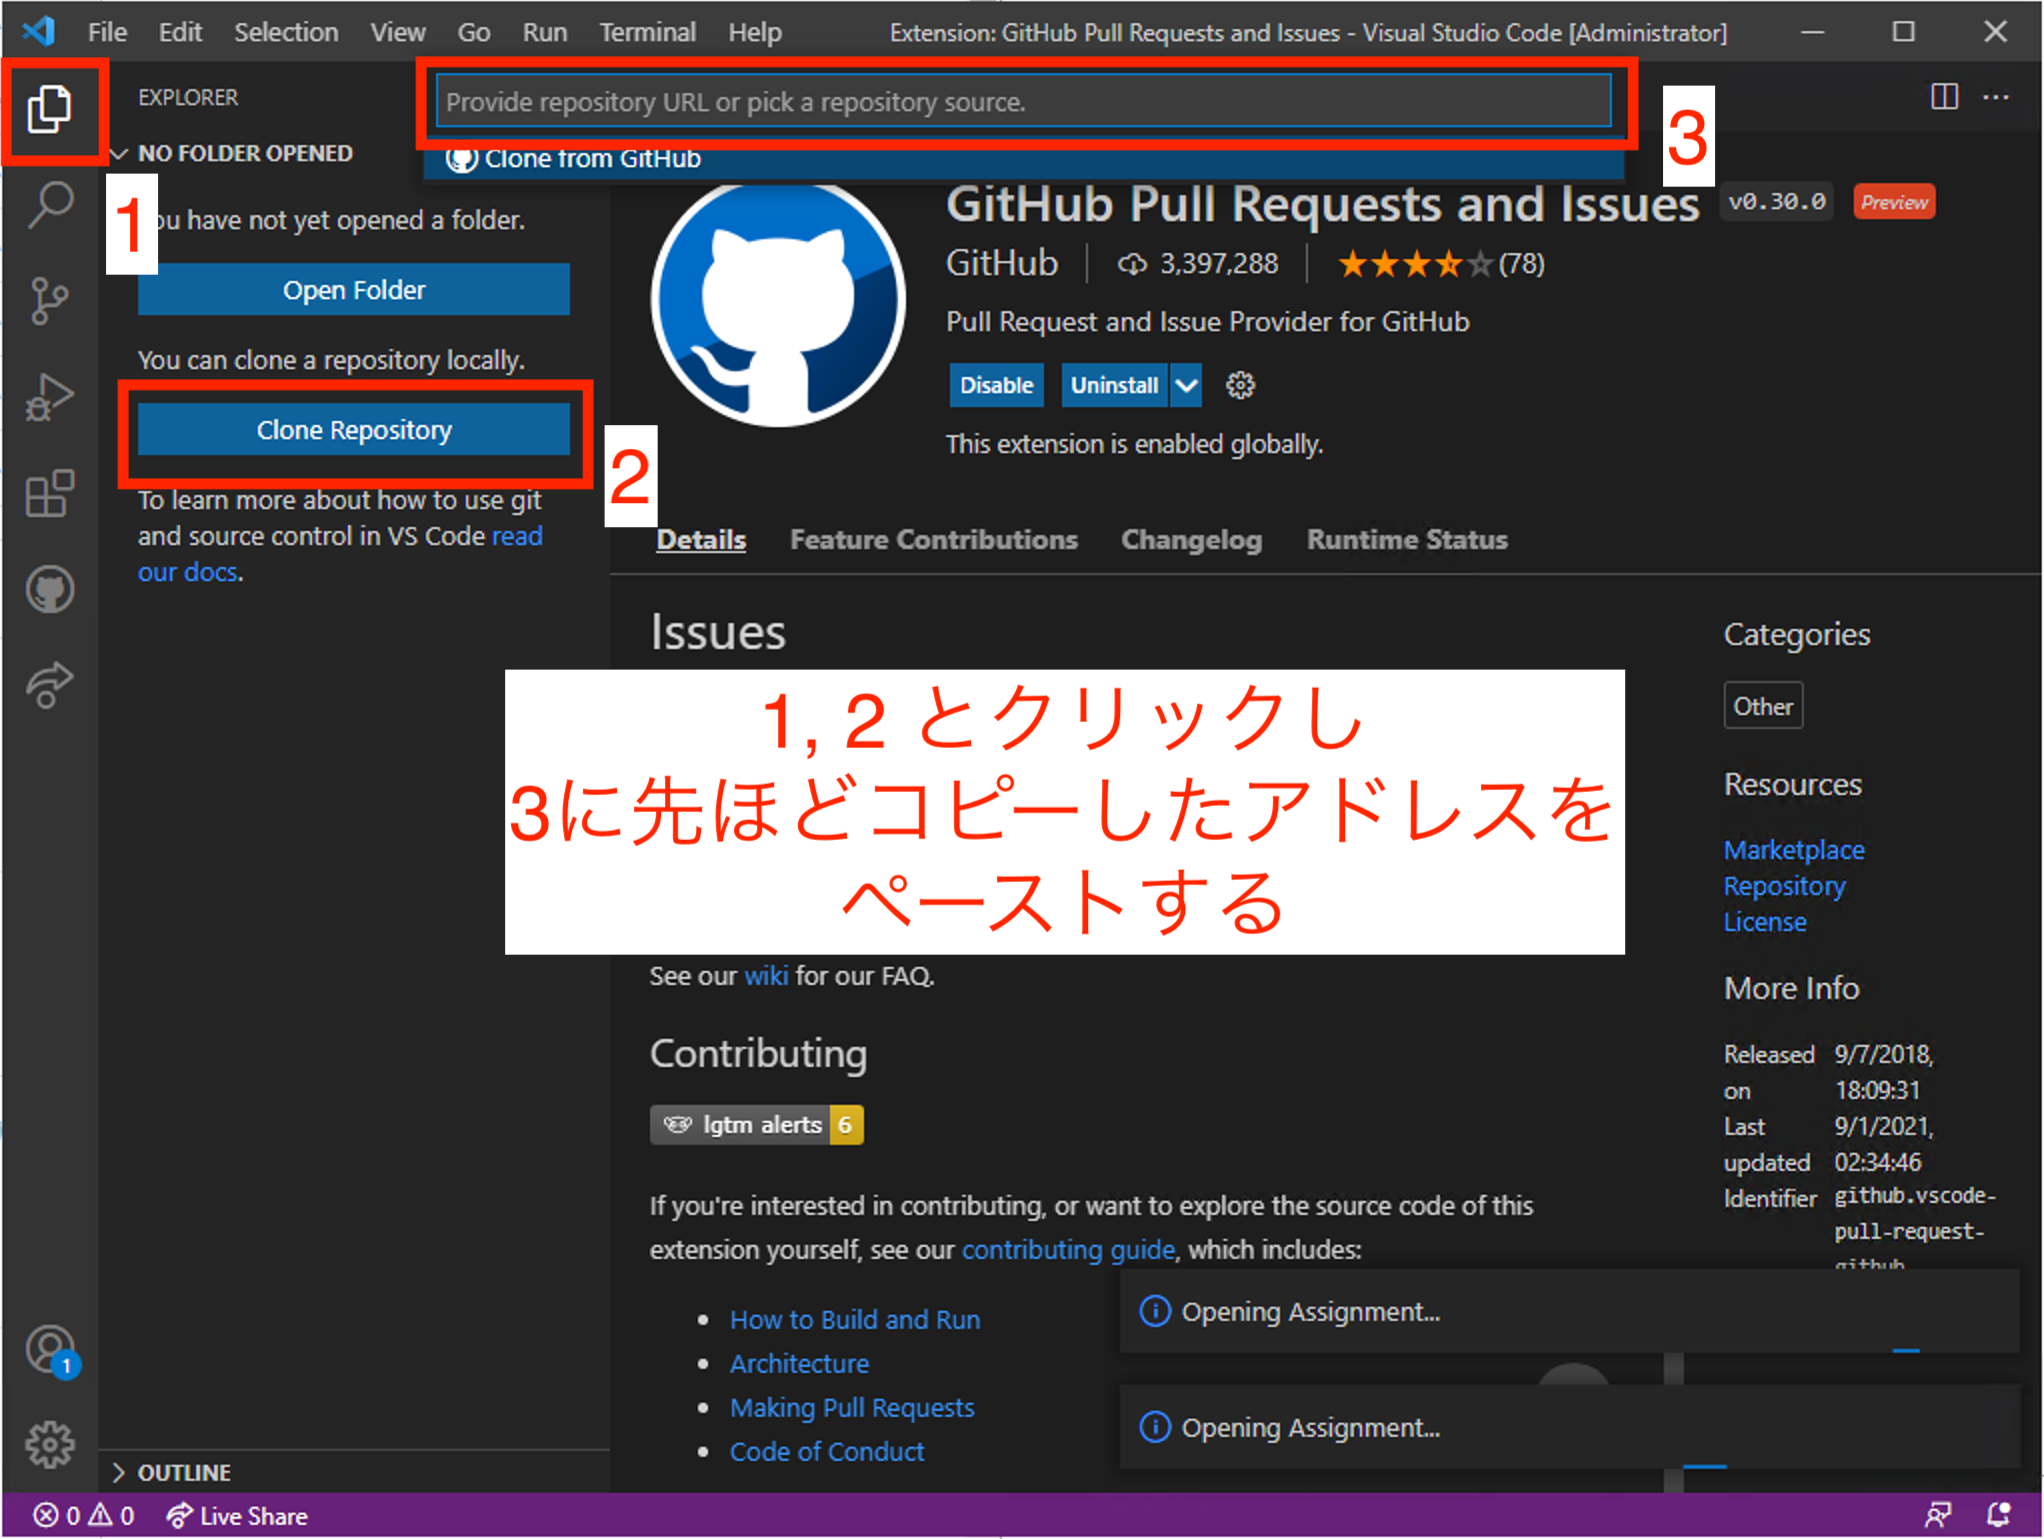 File Edit Selection View Go Run Terminal Help Extension: GitHub Pull Requests and Issues - Visual Studio Code [Administrator]
EXPLORER
Provide repository URL or pick a repository source.
Clone from GitHub
3
NO FOLDER OPENED
1
ou have not yet opened a folder.
Open Folder
You can clone a repository locally.
Clone Repository
2
To learn more about how to use git
and source control in VS Code read
our docs.
GitHub Pull Requests and Issues v0.30.0 Preview
GitHub 3,397,288 (78)
Pull Request and Issue Provider for GitHub
Disable Uninstall
This extension is enabled globally.
Details Feature Contributions Changelog Runtime Status
Issues
1, 2 とクリックし
3に先ほどコピーしたアドレスを
ペーストする
See our wiki for our FAQ.
Contributing
lgtm alerts 6
If you're interested in contributing, or want to explore the source code of this
extension yourself, see our contributing guide, which includes:
• How to Build and Run
• Architecture
• Making Pull Requests
• Code of Conduct
Categories
Other
Resources
Marketplace
Repository
License
More Info
Released 9/7/2018,
on 18:09:31
Last 9/1/2021,
updated 02:34:46
Identifier github.vscode-
pull-request-
github
Opening Assignment...
Opening Assignment...
1
OUTLINE
0 0 Live Share